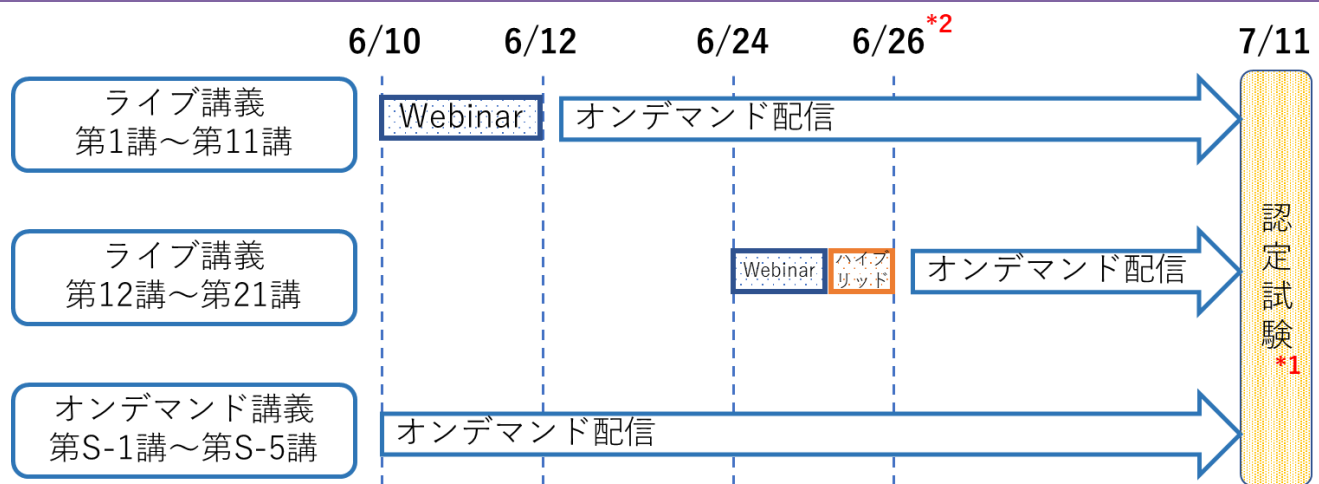 6/10
6/12
6/24
6/26*2
7/11
ライブ講義
第1講～第11講
Webinar
オンデマンド配信
ライブ講義
第12講～第21講
Webinar
ハイブ
リッド
オンデマンド配信
オンデマンド講義
第S-1講～第S-5講
オンデマンド配信
認定試験
*1